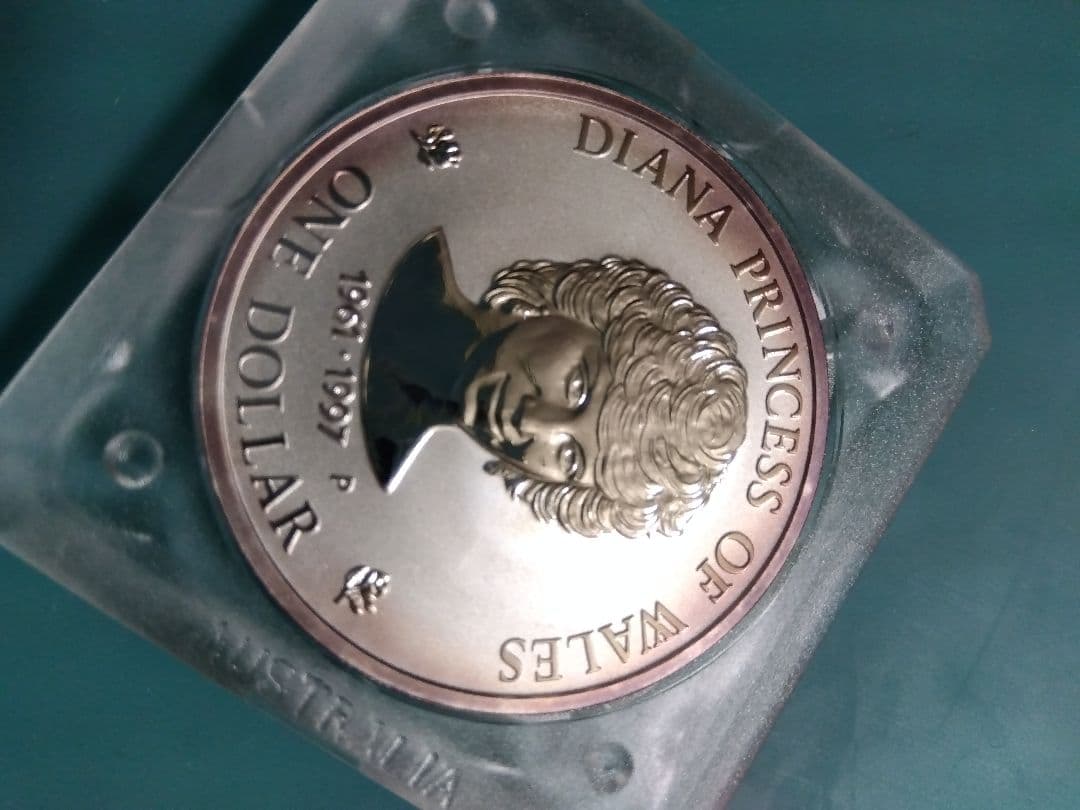 DIANA PRINCESS OF WALES
1961·1997 P
ONE DOLLAR
AUSTRALIA